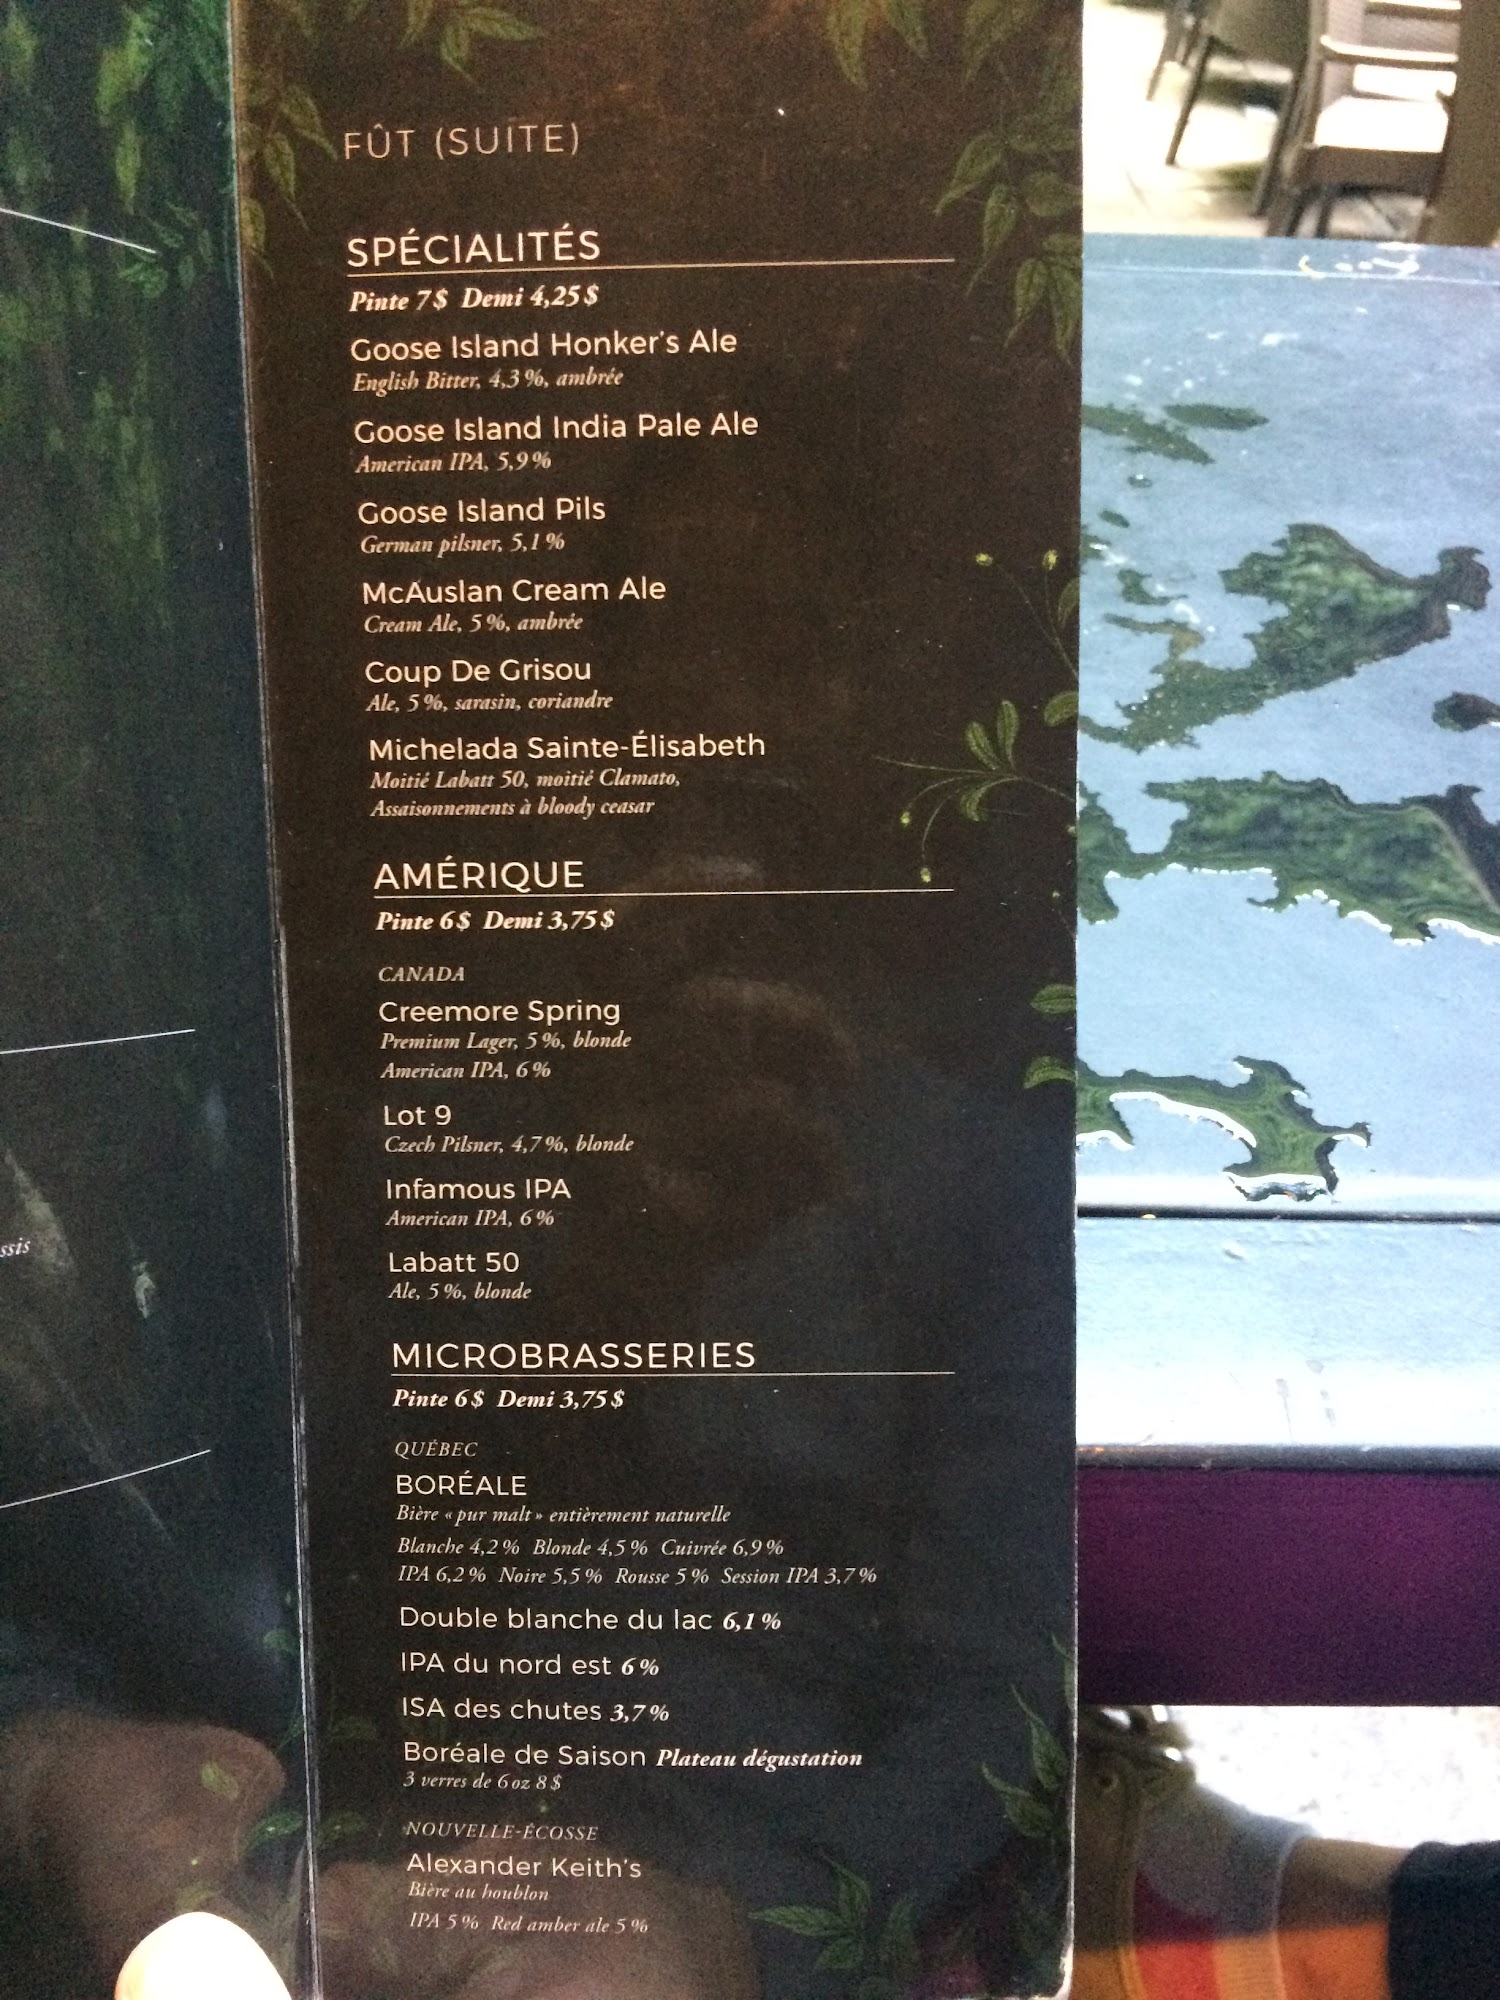 FÛT (SUITE)
SPÉCIALITÉS
Pinte 7$ Demi 4,25$
Goose Island Honker's Ale
English Bitter, 4,3%, ambrée
Goose Island India Pale Ale
American IPA, 5,9%
Goose Island Pils
German pilsner, 5,1%
McAuslan Cream Ale
Cream Ale, 5%, ambrée
Coup De Grisou
Ale, 5%, sarasin, coriandre
Michelada Sainte-Élisabeth
Moitié Labatt 50, moitié Clamato,
Assaisonnements à bloody ceasar
AMÉRIQUE
Pinte 6$ Demi 3,75$
CANADA
Creemore Spring
Premium Lager, 5%, blonde
American IPA, 6%
Lot 9
Czech Pilsner, 4,7%, blonde
Infamous IPA
American IPA, 6%
Labatt 50
Ale, 5%, blonde
MICROBRASSERIES
Pinte 6$ Demi 3,75$
QUÉBEC
BORÉALE
Bière «pur malt» entièrement naturelle
Blanche 4,2% Blonde 4,5% Cuivrée 6,9%
IPA 6,2% Noire 5,5% Rousse 5% Session IPA 3,7%
Double blanche du lac 6,1%
IPA du nord est 6%
ISA des chutes 3,7%
Boréale de Saison Plateau dégustation
3 verres de 6oz 8$
NOUVELLE-ÉCOSSE
Alexander Keith's
Bière au houblon
IPA 5% Red amber ale 5%